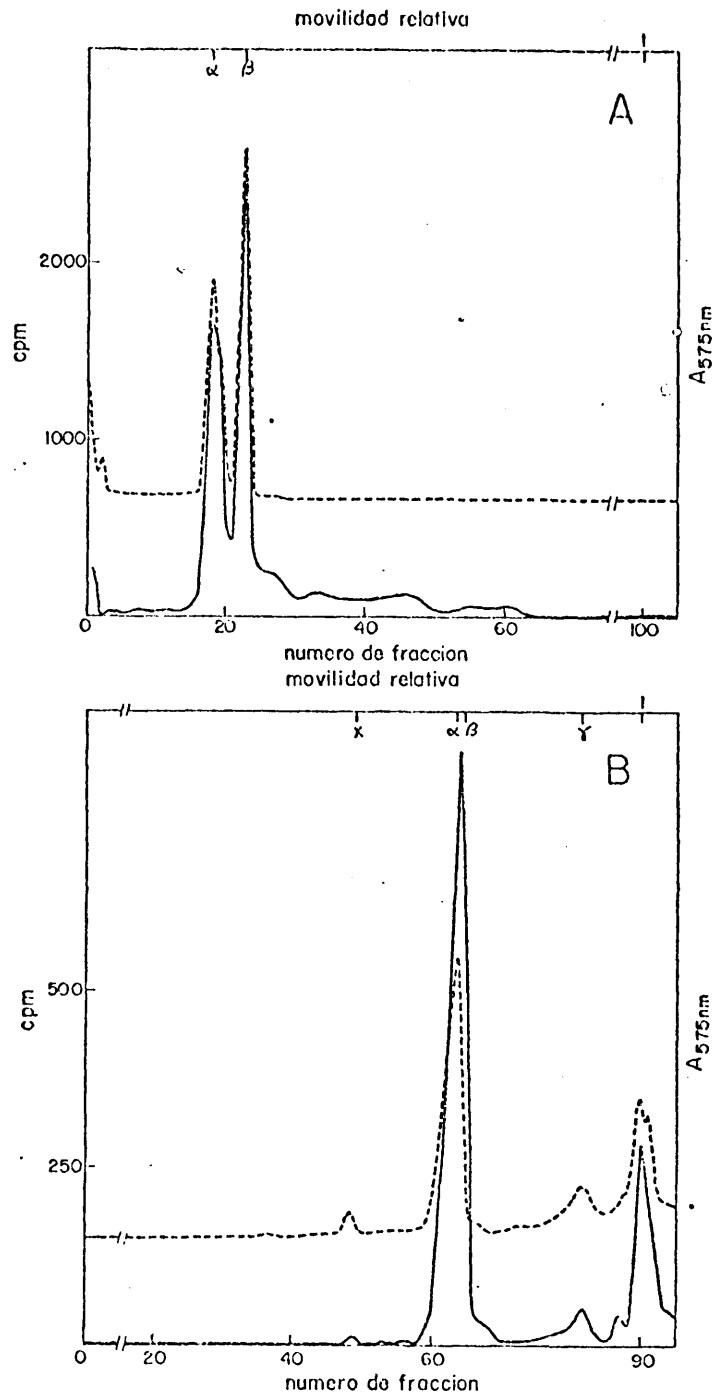 movilidad relativa
α β
A
2000
1000
cpm
A575nm
0 20 40 60 100
numero de fraccion
movilidad relativa
χ αβ γ
B
500
250
cpm
A575nm
0 20 40 60 90
numero de fraccion